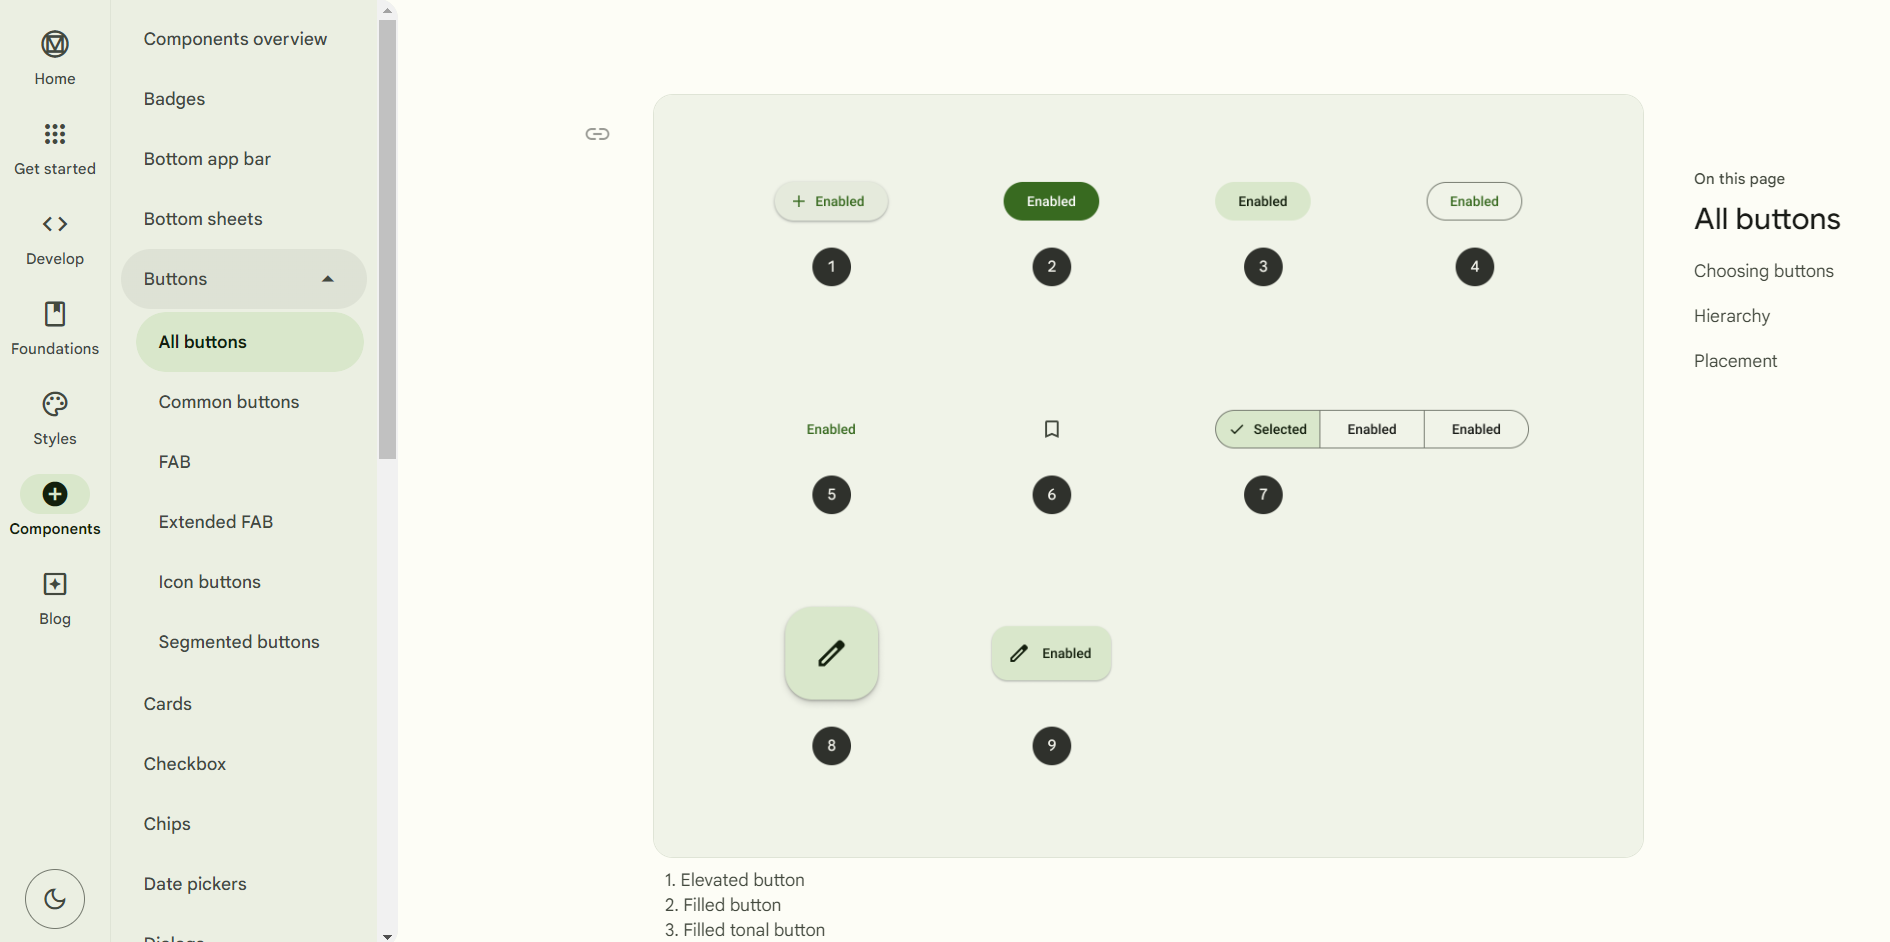 Home
Get started
Develop
Foundations
Styles
Components
Blog
Components overview
Badges
Bottom app bar
Bottom sheets
Buttons
All buttons
Common buttons
FAB
Extended FAB
Icon buttons
Segmented buttons
Cards
Checkbox
Chips
Date pickers
Dialogs
Enabled Enabled Enabled Enabled
1 2 3 4
Enabled Selected Enabled Enabled
5 6 7
Enabled
8 9
1. Elevated button
2. Filled button
3. Filled tonal button
On this page
All buttons
Choosing buttons
Hierarchy
Placement